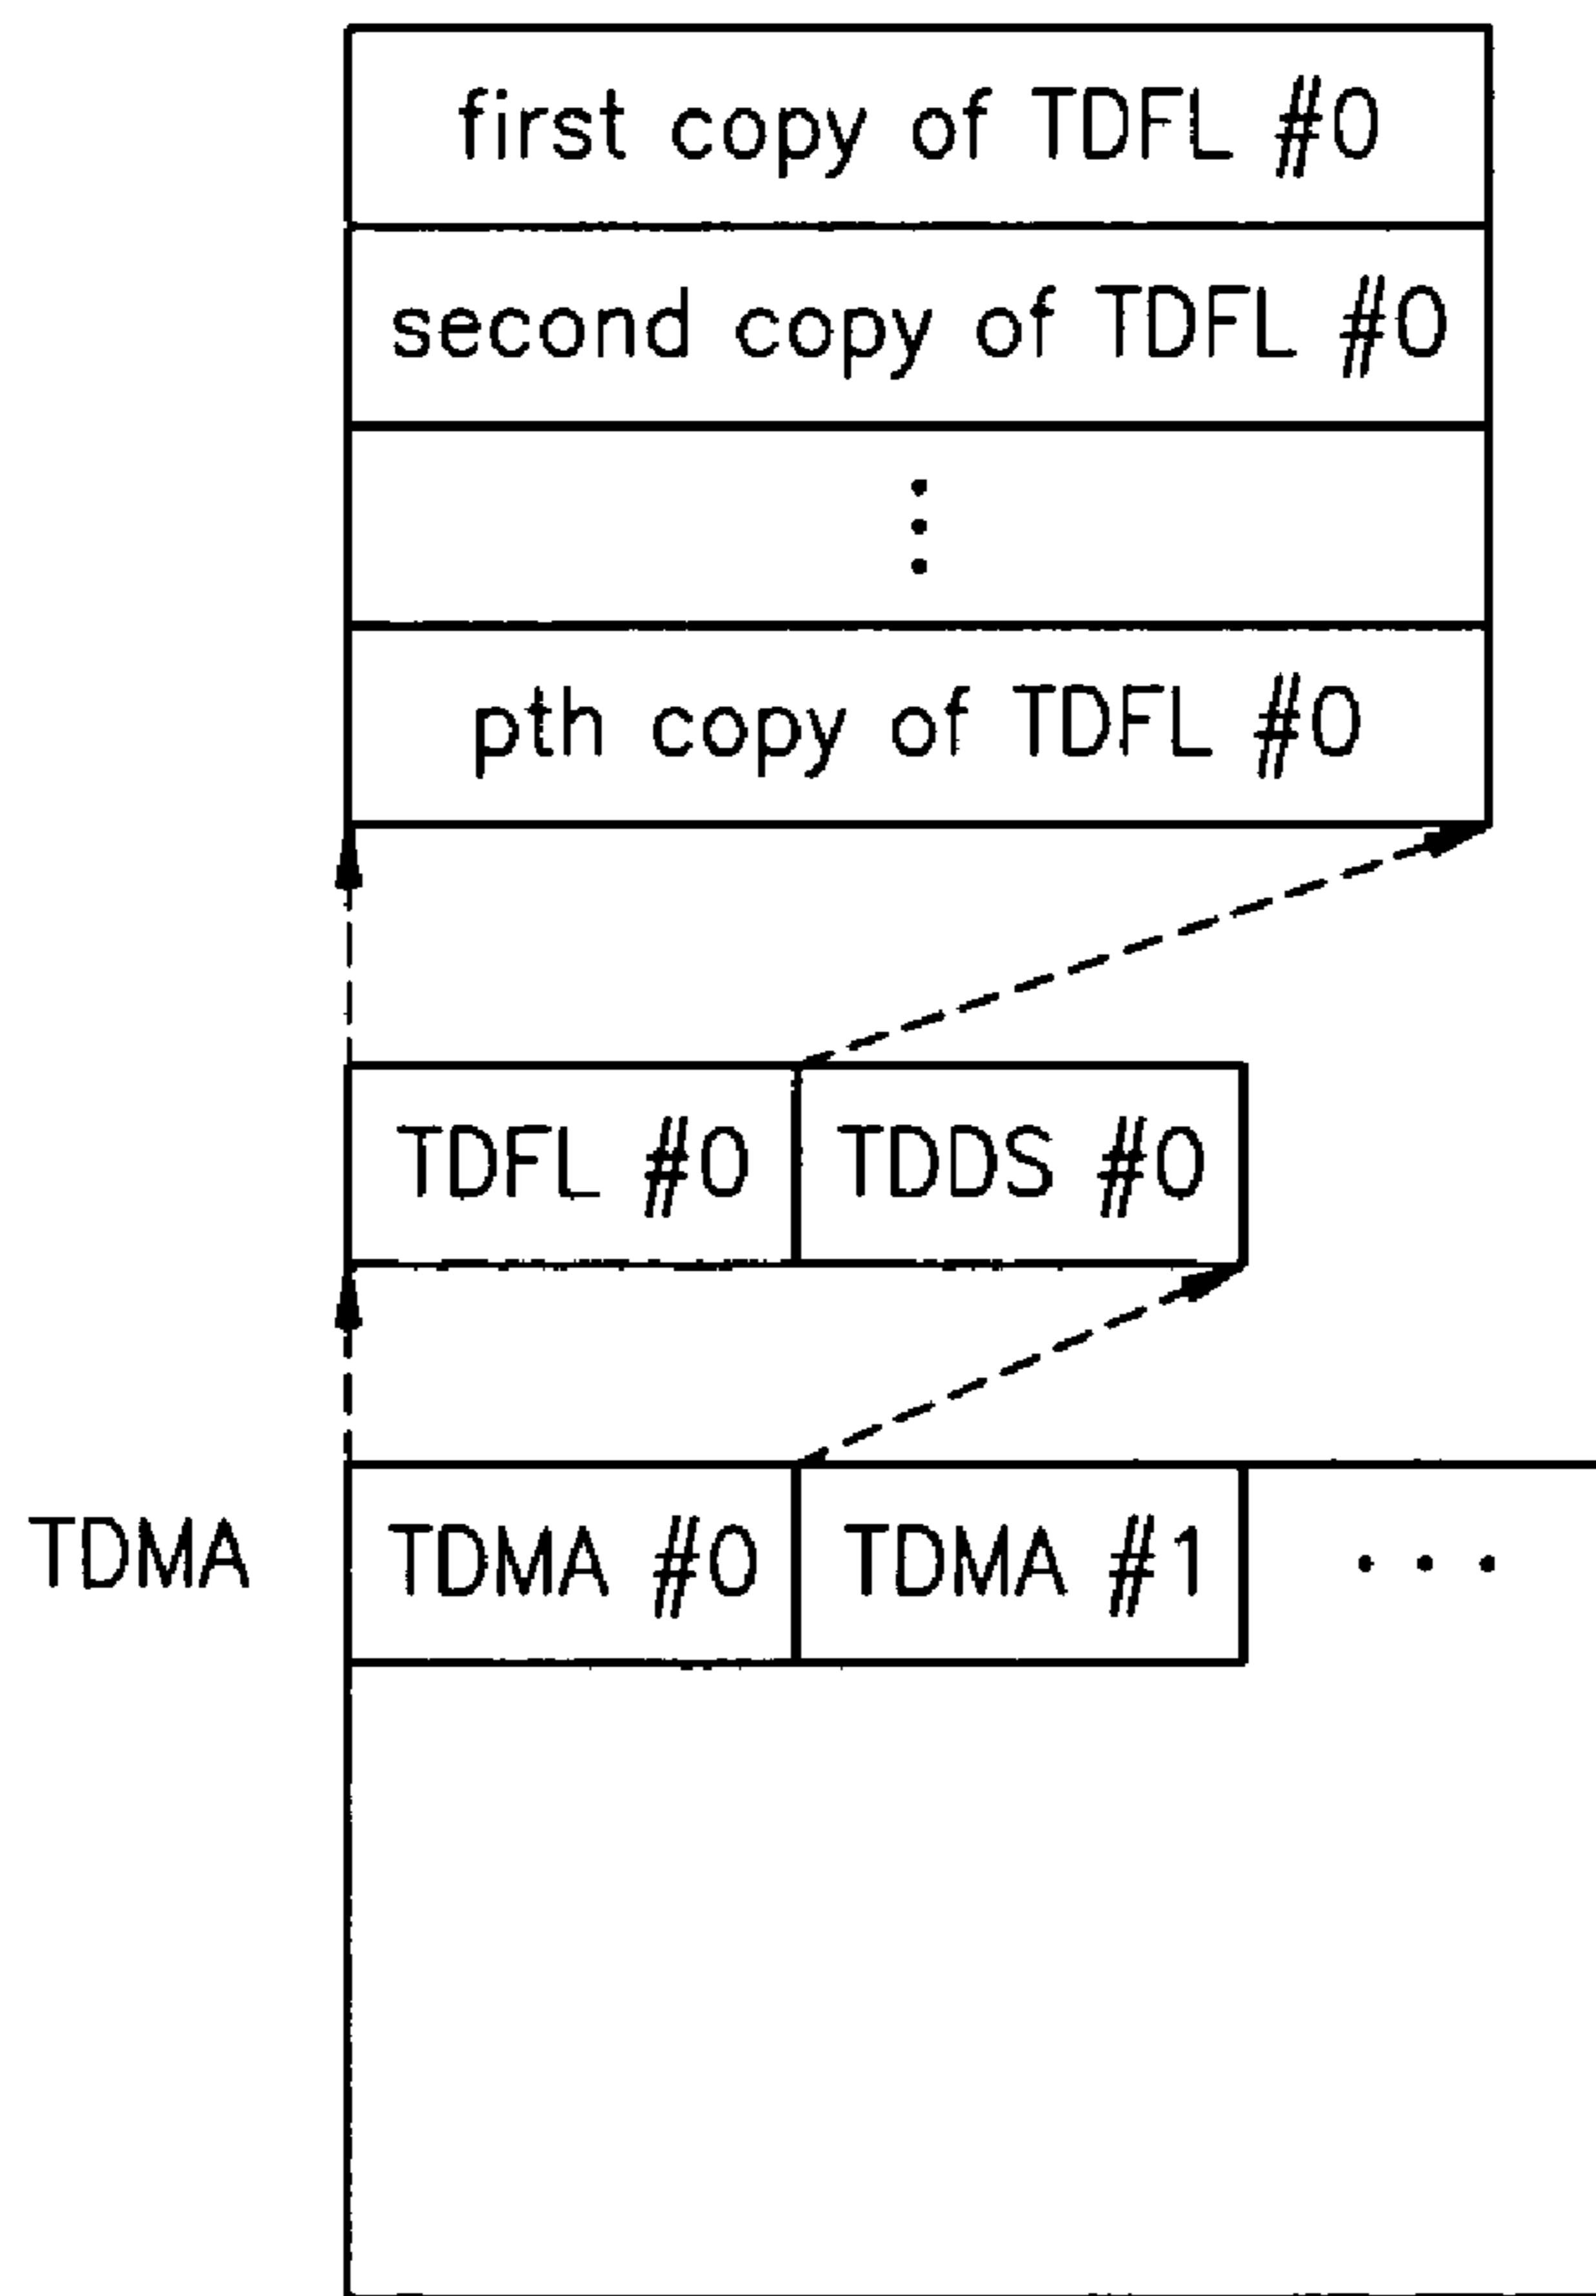 first copy of TDFL #0
second copy of TDFL #0
⋮
pth copy of TDFL #0
TDFL #0 TDDS #0
TDMA TDMA #0 TDMA #1 ...